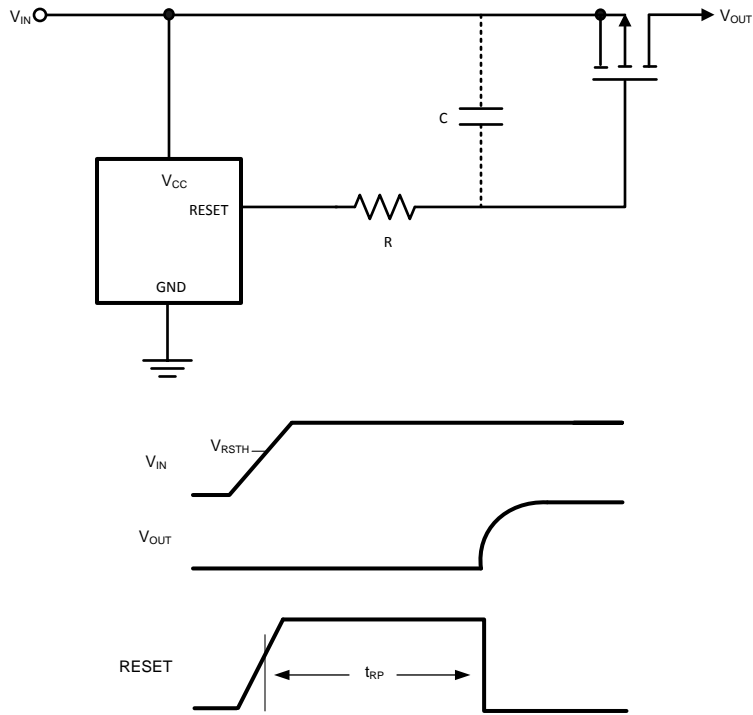 VIN
VOUT
C
VCC
RESET
R
GND
VRSTH
VIN
VOUT
RESET
tRP